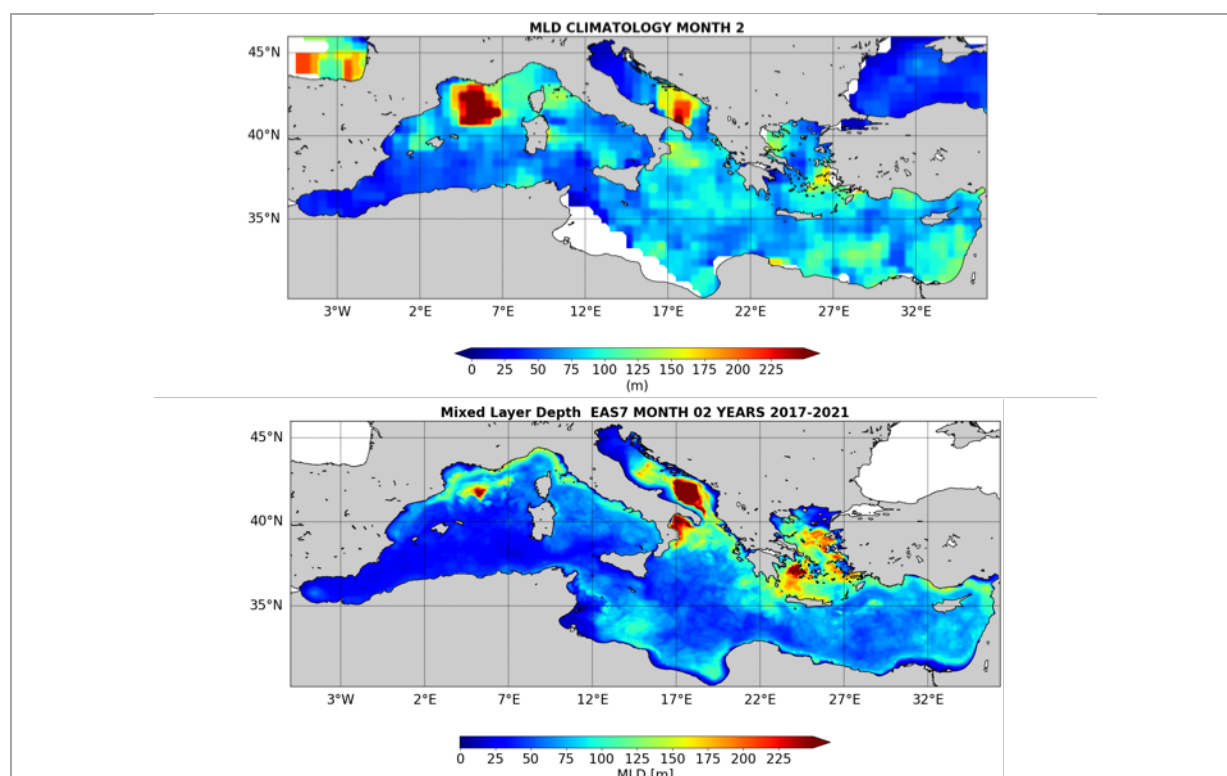 MLD CLIMATOLOGY MONTH 2
45°N
40°N
35°N
3°W 2°E 7°E 12°E 17°E 22°E 27°E 32°E
0 25 50 75 100 125 150 175 200 225
(m)
Mixed Layer Depth EAS7 MONTH 02 YEARS 2017-2021
45°N
40°N
35°N
3°W 2°E 7°E 12°E 17°E 22°E 27°E 32°E
0 25 50 75 100 125 150 175 200 225
MLD [m]